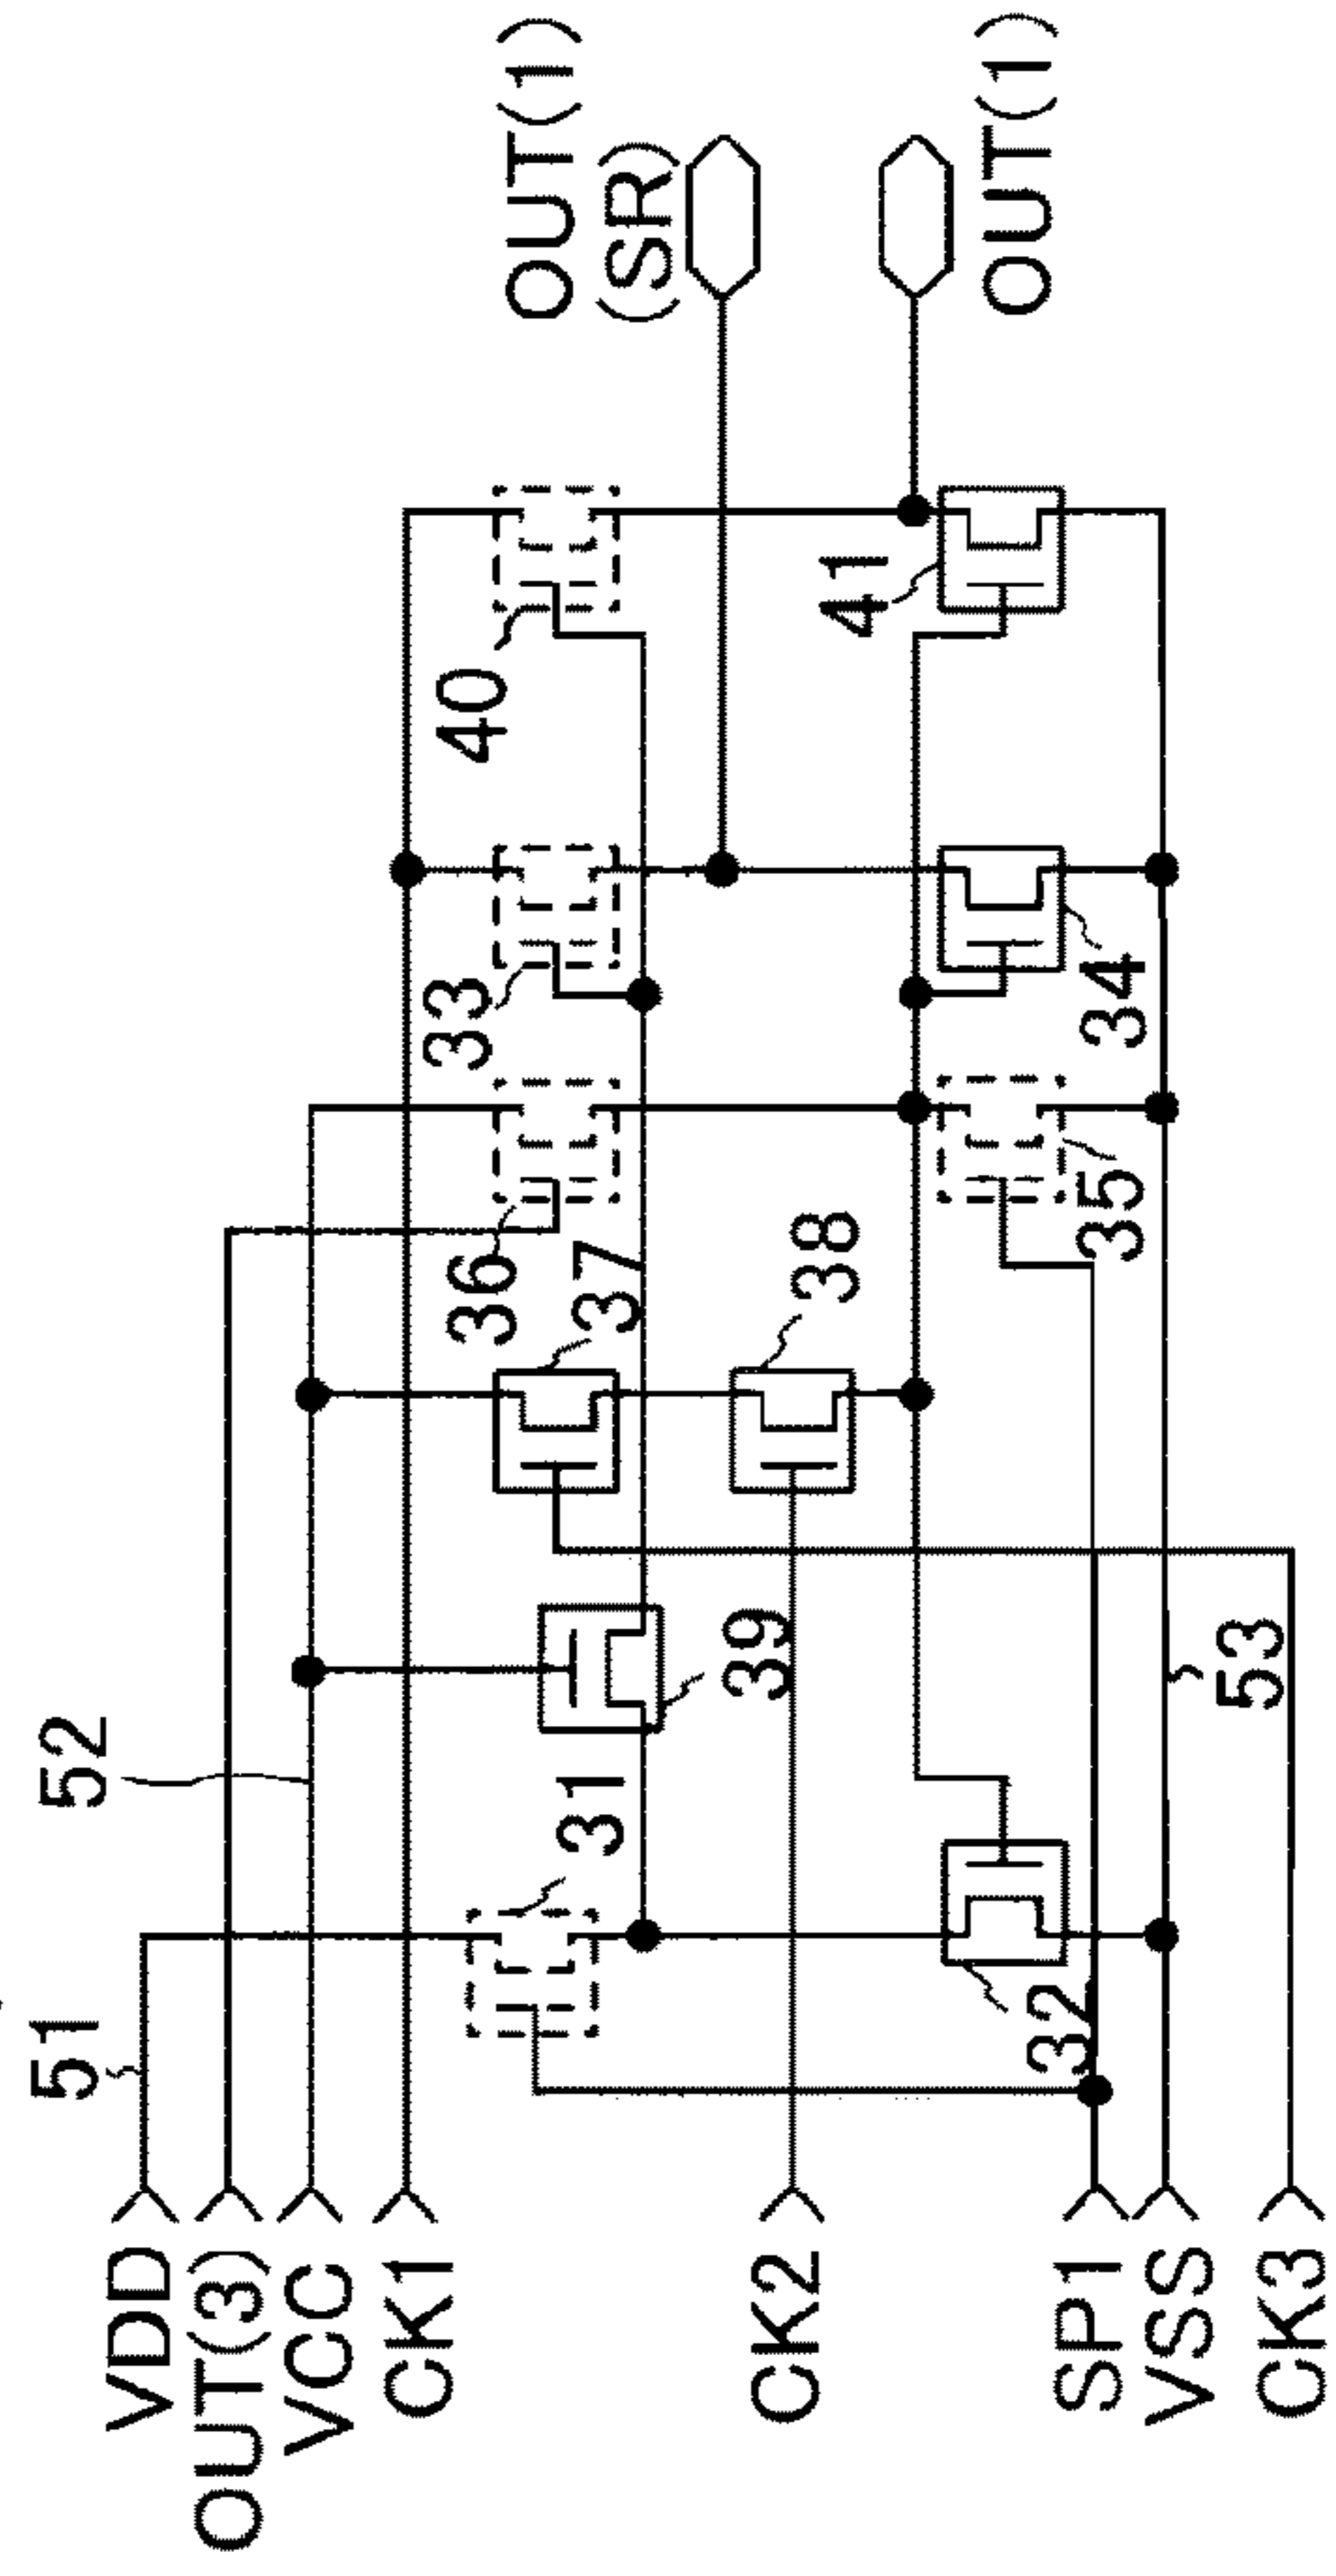 VDD
OUT(3)
VCC
CK1
CK2
SP1
VSS
CK3
51
52
31
32
39
53
37
38
36
35
33
34
40
41
OUT(1)
(SR)
OUT(1)